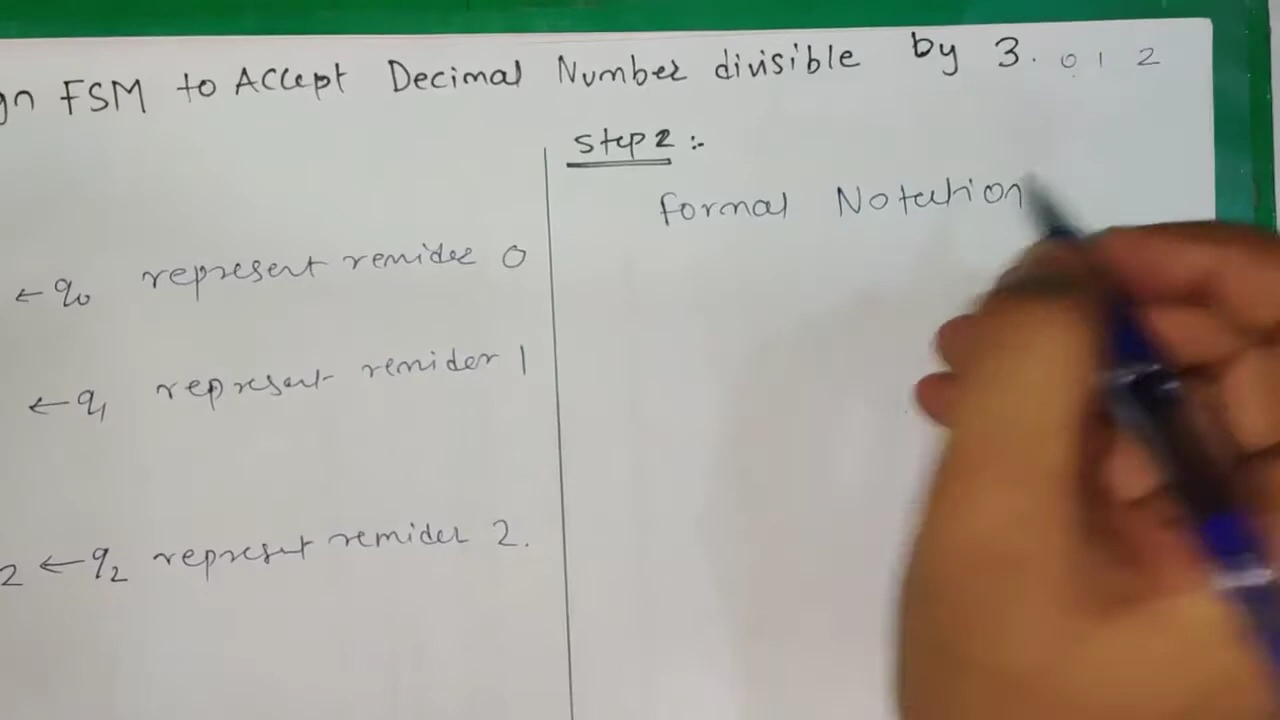 gn FSM to Accept Decimal Number divisible by 3. 0 1 2
Step 2 :-
Formal Notation
← q0 represent remider 0
← q1 represent remider 1
2 ← q2 represent remider 2.